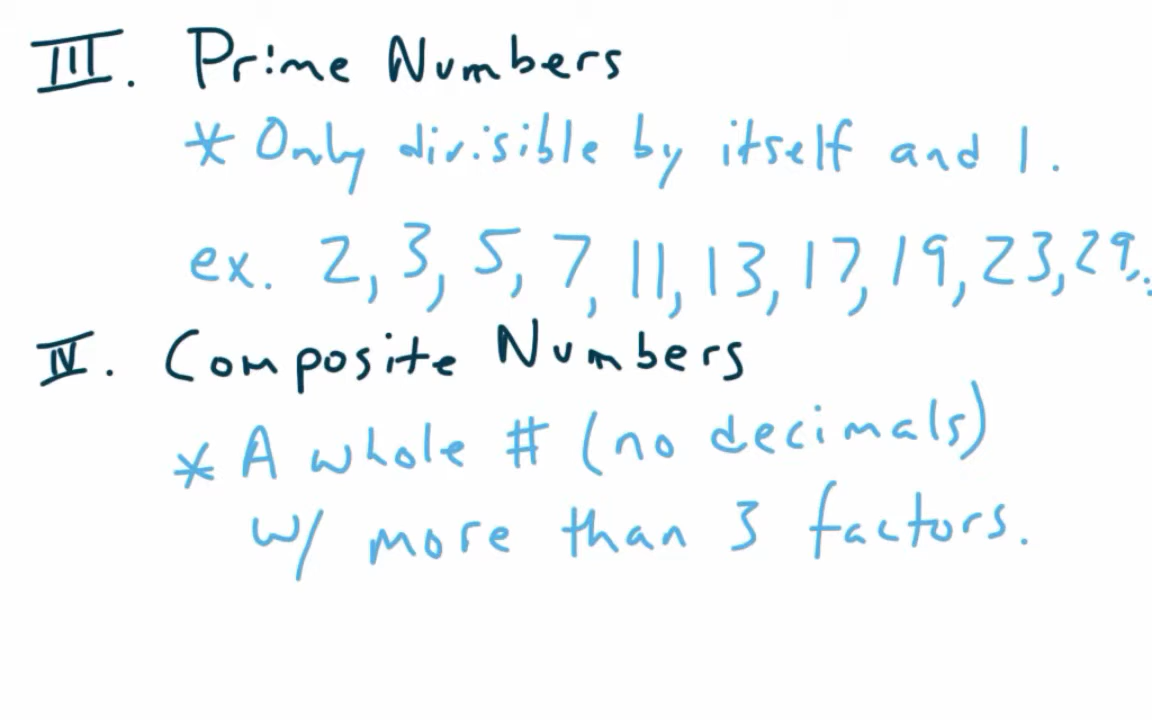 III. Prime Numbers
* Only divisible by itself and 1.
ex. 2, 3, 5, 7, 11, 13, 17, 19, 23, 29,..
IV. Composite Numbers
* A whole # (no decimals)
w/ more than 3 factors.